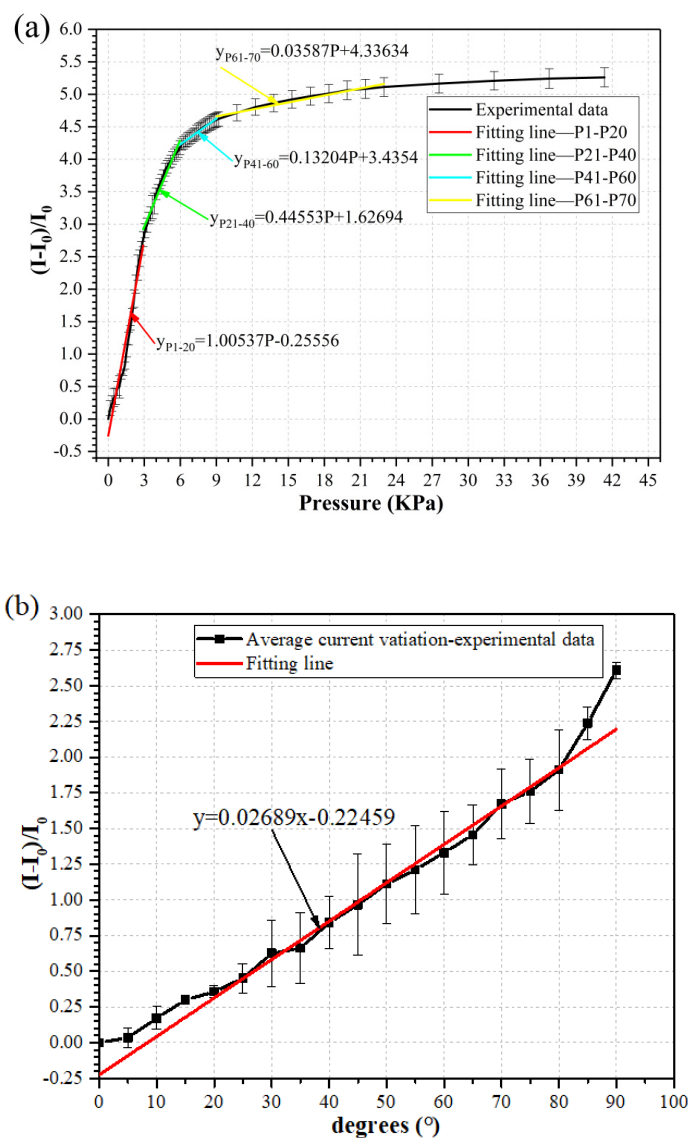 (a)
6.0
5.5
5.0
4.5
4.0
3.5
3.0
2.5
2.0
1.5
1.0
0.5
0.0
-0.5
(I-I0)/I0
yP61-70=0.03587P+4.33634
Experimental data
Fitting line—P1-P20
Fitting line—P21-P40
Fitting line—P41-P60
Fitting line—P61-P70
yP41-60=0.13204P+3.4354
yP21-40=0.44553P+1.62694
yP1-20=1.00537P-0.25556
0 3 6 9 12 15 18 21 24 27 30 33 36 39 42 45
Pressure (KPa)
(b)
3.00
2.75
2.50
2.25
2.00
1.75
1.50
1.25
1.00
0.75
0.50
0.25
0.00
-0.25
(I-I0)/I0
Average current vatiation-experimental data
Fitting line
y=0.02689x-0.22459
0 10 20 30 40 50 60 70 80 90 100
degrees (°)